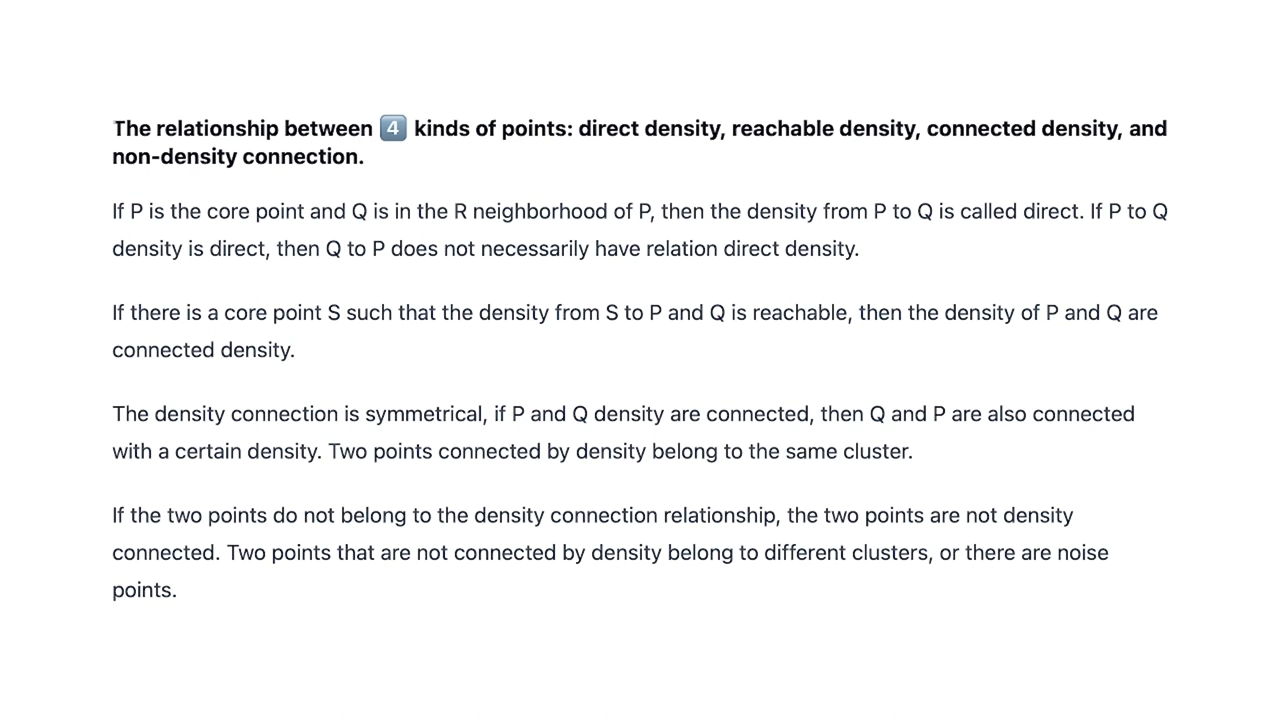 The relationship between 4️⃣ kinds of points: direct density, reachable density, connected density, and
non-density connection.
If P is the core point and Q is in the R neighborhood of P, then the density from P to Q is called direct. If P to Q
density is direct, then Q to P does not necessarily have relation direct density.
If there is a core point S such that the density from S to P and Q is reachable, then the density of P and Q are
connected density.
The density connection is symmetrical, if P and Q density are connected, then Q and P are also connected
with a certain density. Two points connected by density belong to the same cluster.
If the two points do not belong to the density connection relationship, the two points are not density
connected. Two points that are not connected by density belong to different clusters, or there are noise
points.